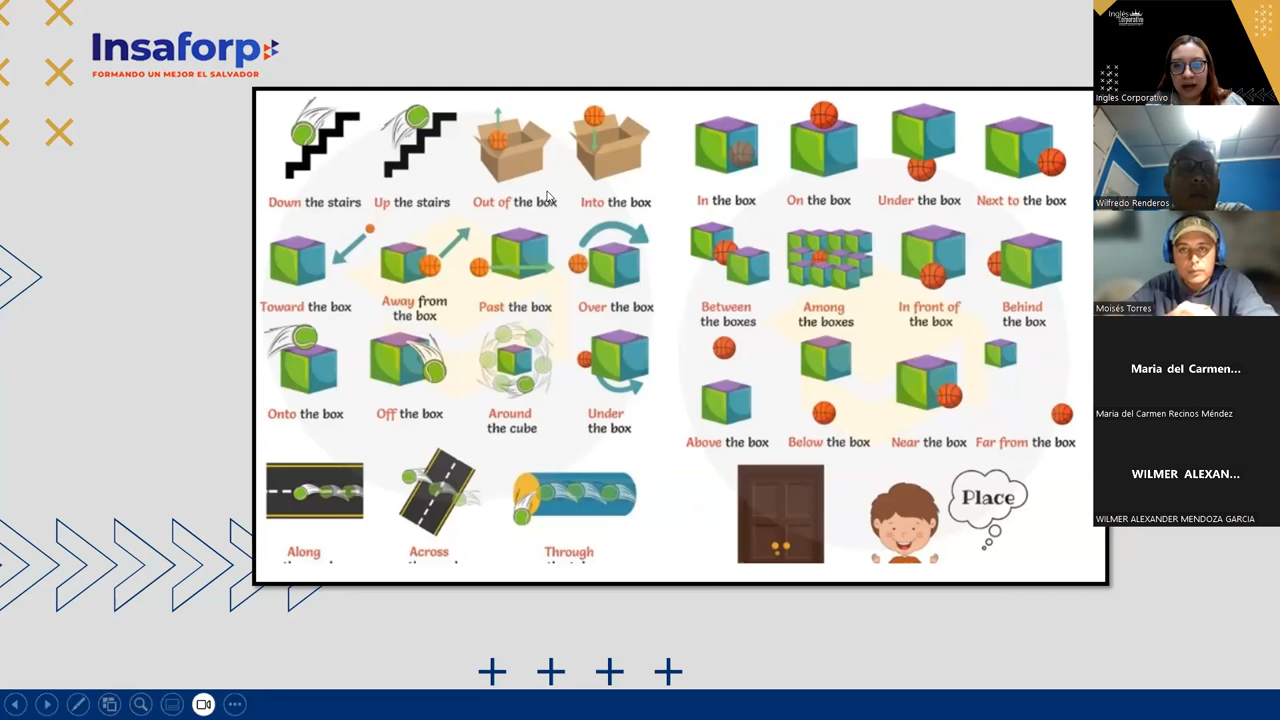 Insaforp
FORMANDO UN MEJOR EL SALVADOR
Down the stairs
Up the stairs
Out of the box
Into the box
In the box
On the box
Under the box
Next to the box
Toward the box
Away from
the box
Past the box
Over the box
Between
the boxes
Among
the boxes
In front of
the box
Behind
the box
Onto the box
Off the box
Around
the cube
Under
the box
Above the box
Below the box
Near the box
Far from the box
Along
Across
Through
Place
Inglés
Corporativo
Ingles Corporativo
Wilfredo Renderos
Moisés Torres
Maria del Carmen...
Maria del Carmen Recinos Méndez
WILMER ALEXAN...
WILMER ALEXANDER MENDOZA GARCIA